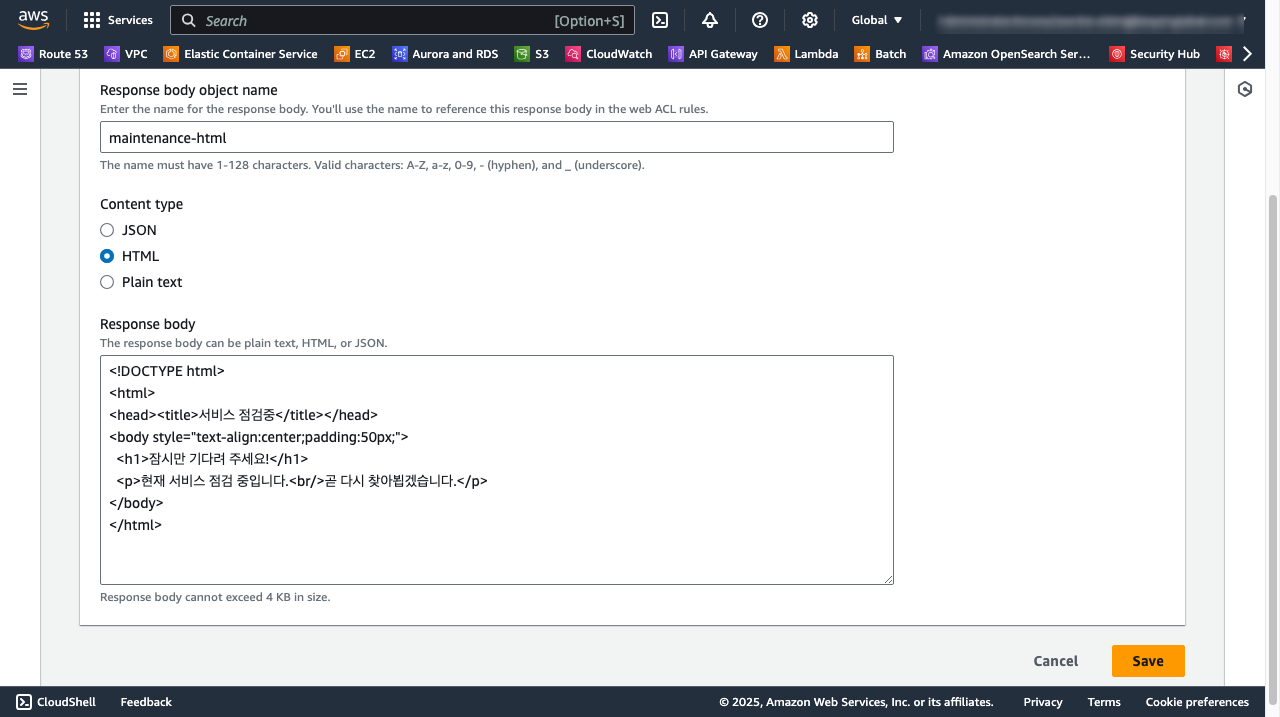 aws
Services
Search
[Option+S]
Global
Route 53
VPC
Elastic Container Service
EC2
Aurora and RDS
S3
CloudWatch
API Gateway
Lambda
Batch
Amazon OpenSearch Ser...
Security Hub
Response body object name
Enter the name for the response body. You'll use the name to reference this response body in the web ACL rules.
maintenance-html
The name must have 1-128 characters. Valid characters: A-Z, a-z, 0-9, - (hyphen), and _ (underscore).
Content type
JSON
HTML
Plain text
Response body
The response body can be plain text, HTML, or JSON.
<!DOCTYPE html>
<html>
<head><title>서비스 점검중</title></head>
<body style="text-align:center;padding:50px;">
  <h1>잠시만 기다려 주세요!</h1>
  <p>현재 서비스 점검 중입니다.<br/>곧 다시 찾아뵙겠습니다.</p>
</body>
</html>
Response body cannot exceed 4 KB in size.
Cancel
Save
CloudShell
Feedback
© 2025, Amazon Web Services, Inc. or its affiliates.
Privacy
Terms
Cookie preferences